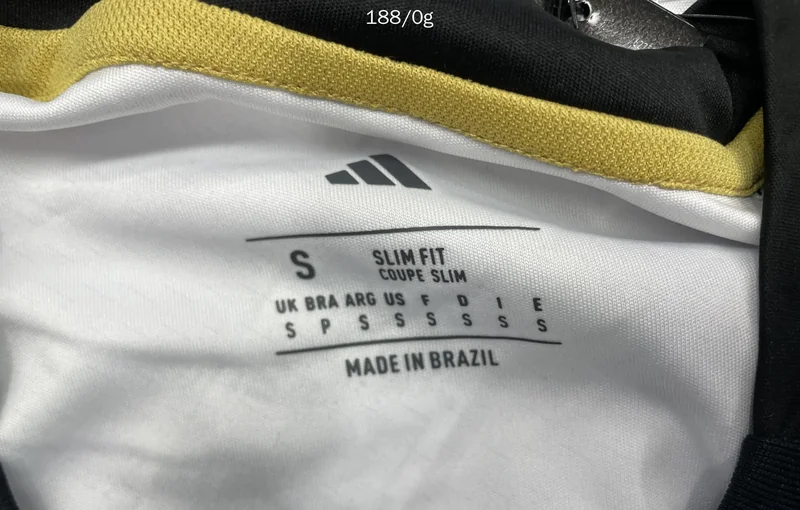 188/0g
S SLIM FIT
COUPE SLIM
UK BRA ARG US F D I E
S P S S S S S S
MADE IN BRAZIL